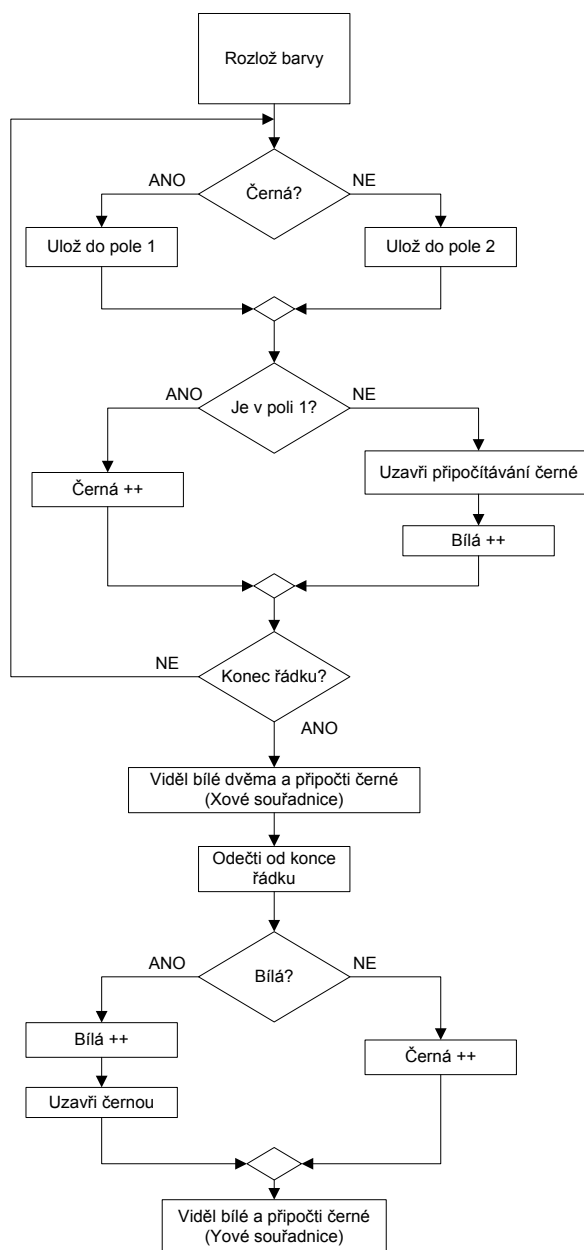 Rozlož barvy
ANO
NE
Černá?
Ulož do pole 1
Ulož do pole 2
ANO
NE
Je v poli 1?
Uzavři připočítávání černé
Černá ++
Bílá ++
NE
Konec řádku?
ANO
Viděl bílé dvěma a připočti černé
(Xové souřadnice)
Odečti od konce
řádku
ANO
NE
Bílá?
Bílá ++
Černá ++
Uzavři černou
Viděl bílé a připočti černé
(Yové souřadnice)